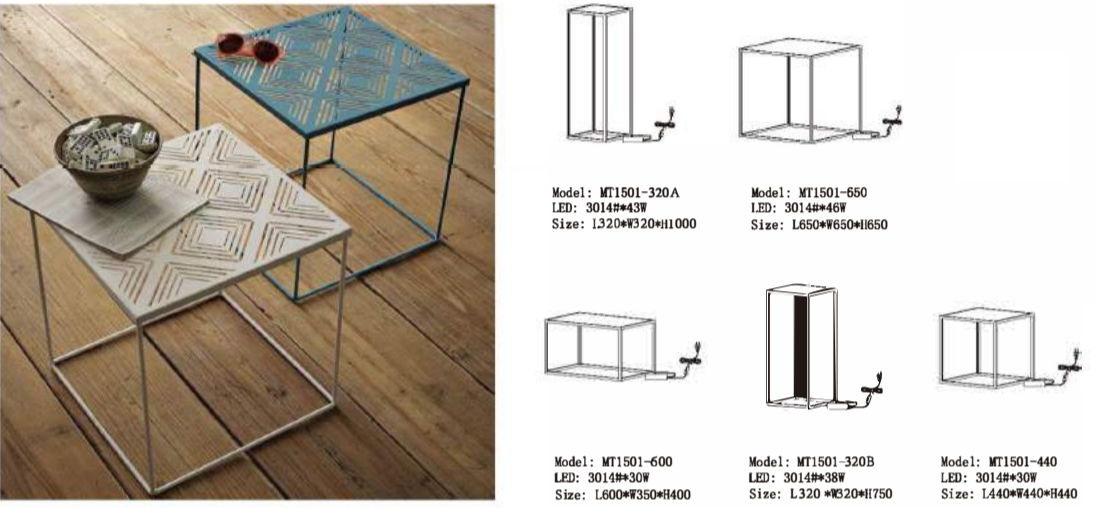 Model: MT1501-320A
LED: 3014#*43W
Size: L320*W320*H1000
Model: MT1501-650
LED: 3014#*46W
Size: L650*W650*H650
Model: MT1501-600
LED: 3014#*30W
Size: L600*W350*H400
Model: MT1501-320B
LED: 3014#*38W
Size: L320 *W320*H750
Model: MT1501-440
LED: 3014#*30W
Size: L440*W440*H440